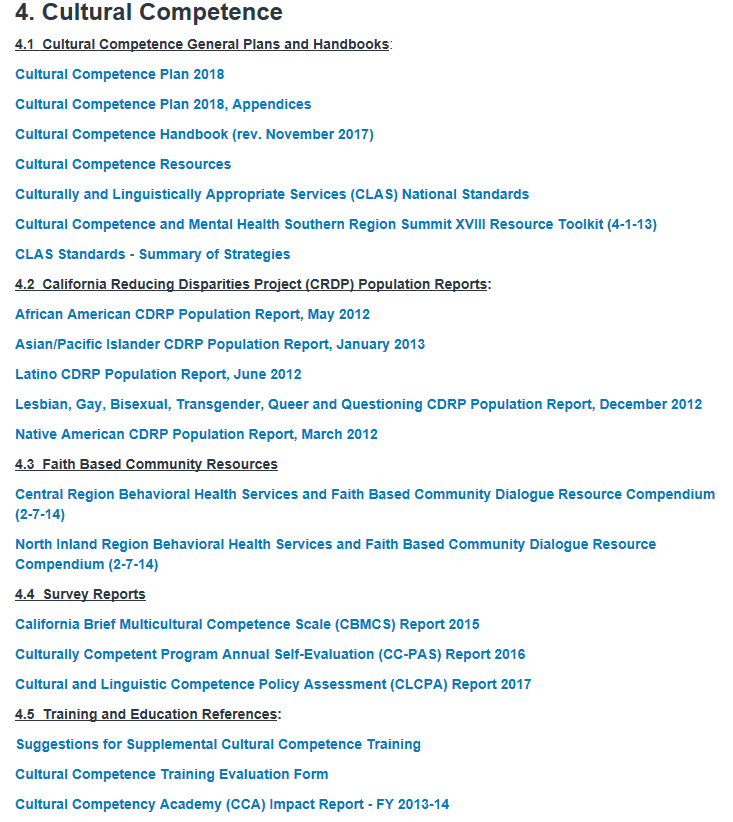 4. Cultural Competence
4.1  Cultural Competence General Plans and Handbooks:
Cultural Competence Plan 2018
Cultural Competence Plan 2018, Appendices
Cultural Competence Handbook (rev. November 2017)
Cultural Competence Resources
Culturally and Linguistically Appropriate Services (CLAS) National Standards
Cultural Competence and Mental Health Southern Region Summit XVIII Resource Toolkit (4-1-13)
CLAS Standards - Summary of Strategies
4.2  California Reducing Disparities Project (CRDP) Population Reports:
African American CDRP Population Report, May 2012
Asian/Pacific Islander CDRP Population Report, January 2013
Latino CDRP Population Report, June 2012
Lesbian, Gay, Bisexual, Transgender, Queer and Questioning CDRP Population Report, December 2012
Native American CDRP Population Report, March 2012
4.3  Faith Based Community Resources
Central Region Behavioral Health Services and Faith Based Community Dialogue Resource Compendium
(2-7-14)
North Inland Region Behavioral Health Services and Faith Based Community Dialogue Resource
Compendium (2-7-14)
4.4  Survey Reports
California Brief Multicultural Competence Scale (CBMCS) Report 2015
Culturally Competent Program Annual Self-Evaluation (CC-PAS) Report 2016
Cultural and Linguistic Competence Policy Assessment (CLCPA) Report 2017
4.5  Training and Education References:
Suggestions for Supplemental Cultural Competence Training
Cultural Competence Training Evaluation Form
Cultural Competency Academy (CCA) Impact Report - FY 2013-14